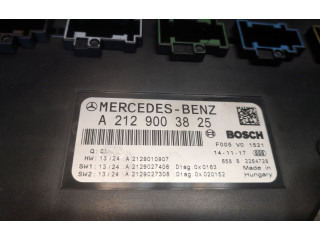 MERCEDES-BENZ
A 212 900 38 25
BOSCH
Q:
F005 V0 1521
HW: 13/24 A 2129010907
14-11-17
SW1: 13/24 A 2129027408 Diag 0x0163
SW2: 13/24 A 2129027308 Diag 0x020152
Made in
Hungary